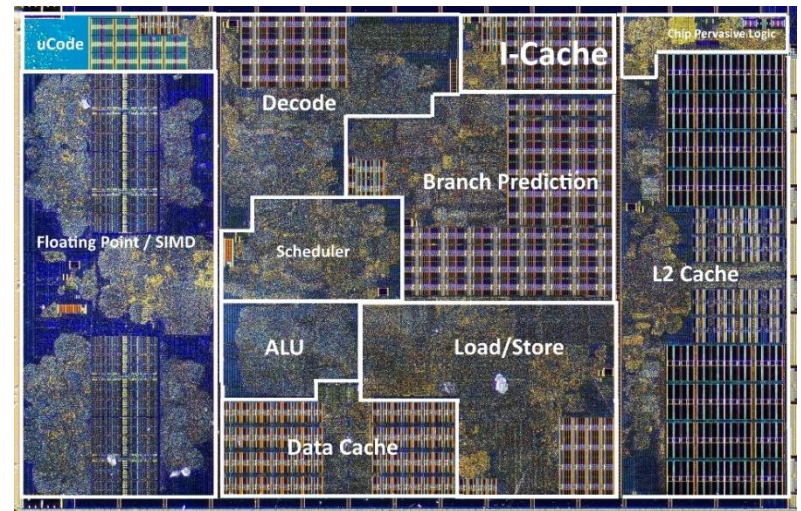 uCode
Decode
I-Cache
Chip Pervasive Logic
Branch Prediction
Floating Point / SIMD
Scheduler
L2 Cache
ALU
Load/Store
Data Cache